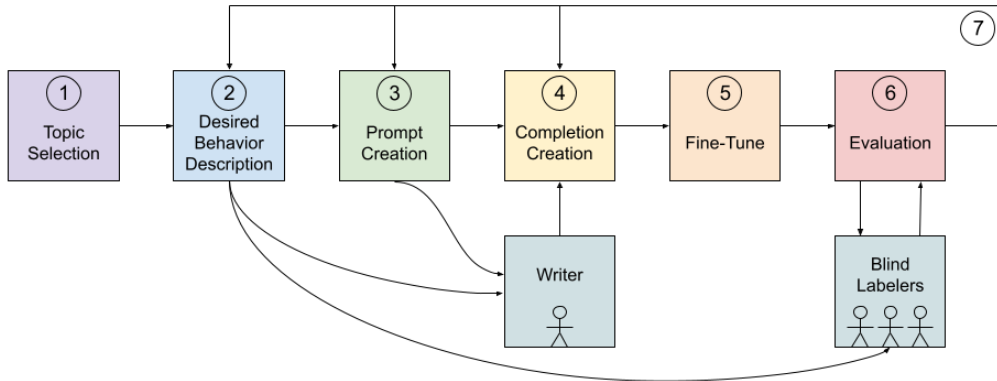 7
1
Topic
Selection
2
Desired
Behavior
Description
3
Prompt
Creation
4
Completion
Creation
5
Fine-Tune
6
Evaluation
Writer
Blind
Labelers